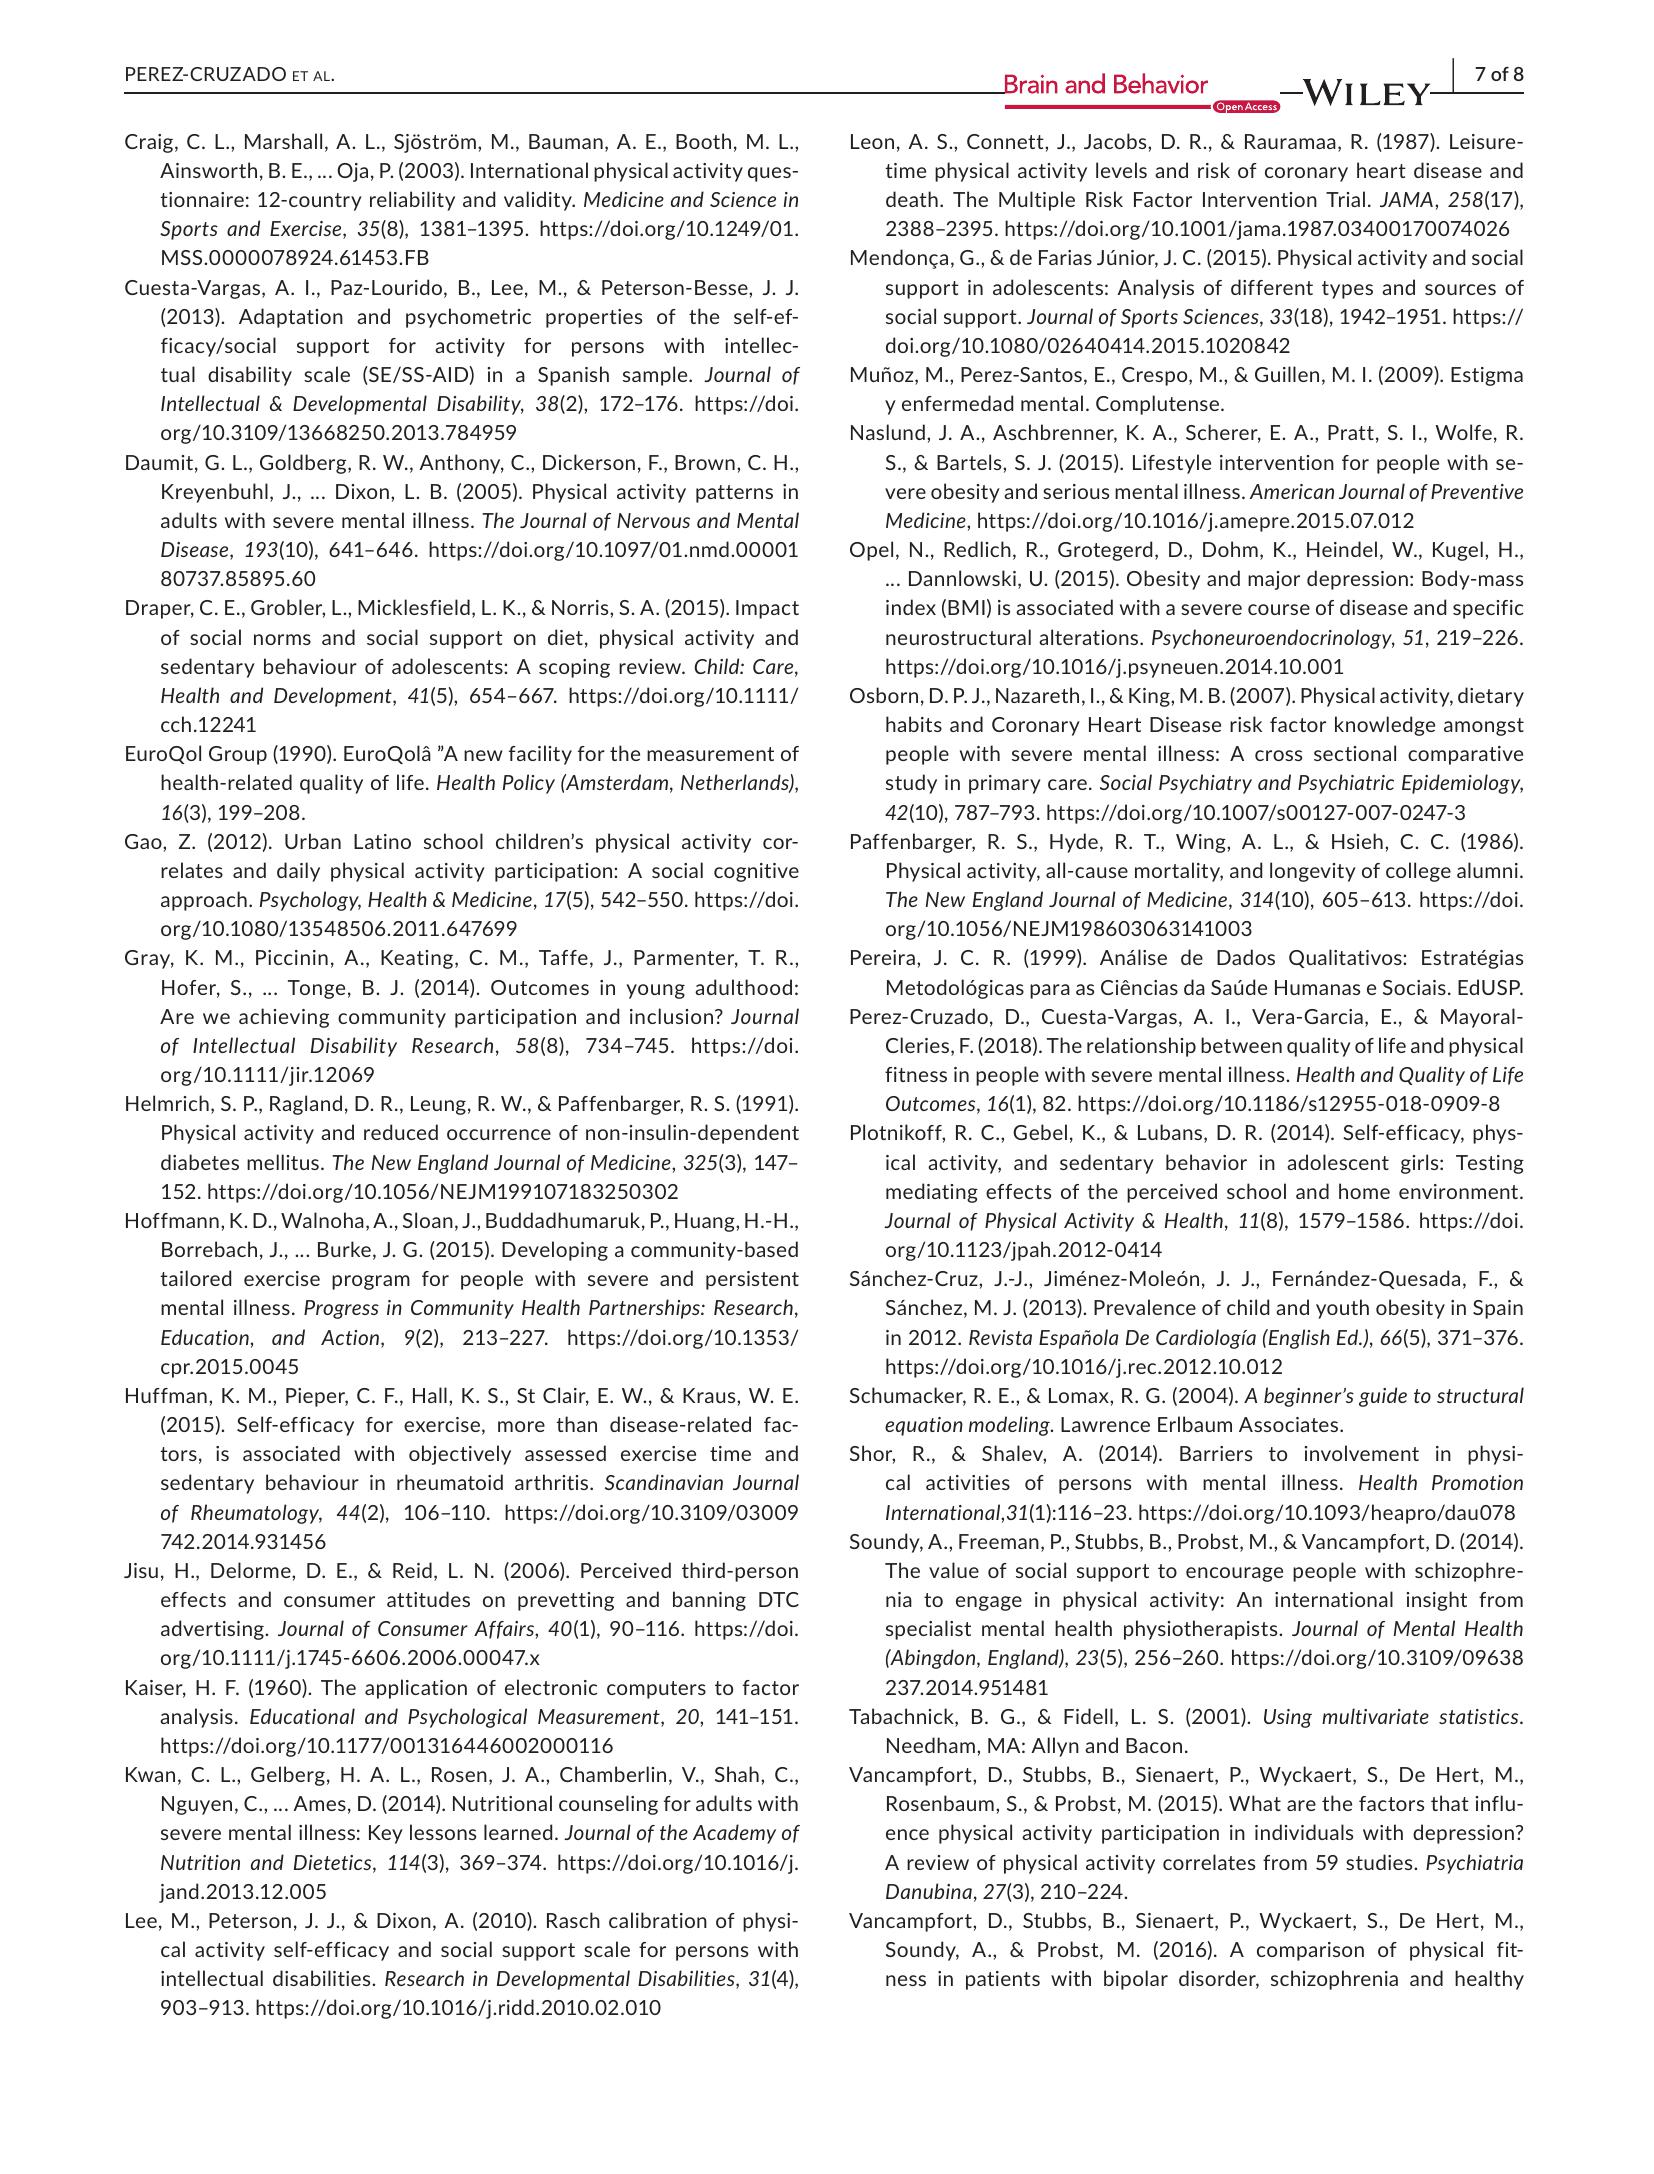 PEREZ-CRUZADO ET AL.
Brain and Behavior
Open Access
WILEY
7 of 8
Craig, C. L., Marshall, A. L., Sjöström, M., Bauman, A. E., Booth, M. L.,
Ainsworth, B. E., ... Oja, P. (2003). International physical activity ques-
tionnaire: 12-country reliability and validity. Medicine and Science in
Sports and Exercise, 35(8), 1381–1395. https://doi.org/10.1249/01.
MSS.0000078924.61453.FB
Cuesta-Vargas, A. I., Paz-Lourido, B., Lee, M., & Peterson-Besse, J. J.
(2013). Adaptation and psychometric properties of the self-ef-
ficacy/social support for activity for persons with intellec-
tual disability scale (SE/SS-AID) in a Spanish sample. Journal of
Intellectual & Developmental Disability, 38(2), 172–176. https://doi.
org/10.3109/13668250.2013.784959
Daumit, G. L., Goldberg, R. W., Anthony, C., Dickerson, F., Brown, C. H.,
Kreyenbuhl, J., ... Dixon, L. B. (2005). Physical activity patterns in
adults with severe mental illness. The Journal of Nervous and Mental
Disease, 193(10), 641–646. https://doi.org/10.1097/01.nmd.00001
80737.85895.60
Draper, C. E., Grobler, L., Micklesfield, L. K., & Norris, S. A. (2015). Impact
of social norms and social support on diet, physical activity and
sedentary behaviour of adolescents: A scoping review. Child: Care,
Health and Development, 41(5), 654–667. https://doi.org/10.1111/
cch.12241
EuroQol Group (1990). EuroQolâ ”A new facility for the measurement of
health-related quality of life. Health Policy (Amsterdam, Netherlands),
16(3), 199–208.
Gao, Z. (2012). Urban Latino school children’s physical activity cor-
relates and daily physical activity participation: A social cognitive
approach. Psychology, Health & Medicine, 17(5), 542–550. https://doi.
org/10.1080/13548506.2011.647699
Gray, K. M., Piccinin, A., Keating, C. M., Taffe, J., Parmenter, T. R.,
Hofer, S., ... Tonge, B. J. (2014). Outcomes in young adulthood:
Are we achieving community participation and inclusion? Journal
of Intellectual Disability Research, 58(8), 734–745. https://doi.
org/10.1111/jir.12069
Helmrich, S. P., Ragland, D. R., Leung, R. W., & Paffenbarger, R. S. (1991).
Physical activity and reduced occurrence of non-insulin-dependent
diabetes mellitus. The New England Journal of Medicine, 325(3), 147–
152. https://doi.org/10.1056/NEJM199107183250302
Hoffmann, K. D., Walnoha, A., Sloan, J., Buddadhumaruk, P., Huang, H.-H.,
Borrebach, J., ... Burke, J. G. (2015). Developing a community-based
tailored exercise program for people with severe and persistent
mental illness. Progress in Community Health Partnerships: Research,
Education, and Action, 9(2), 213–227. https://doi.org/10.1353/
cpr.2015.0045
Huffman, K. M., Pieper, C. F., Hall, K. S., St Clair, E. W., & Kraus, W. E.
(2015). Self-efficacy for exercise, more than disease-related fac-
tors, is associated with objectively assessed exercise time and
sedentary behaviour in rheumatoid arthritis. Scandinavian Journal
of Rheumatology, 44(2), 106–110. https://doi.org/10.3109/03009
742.2014.931456
Jisu, H., Delorme, D. E., & Reid, L. N. (2006). Perceived third-person
effects and consumer attitudes on prevetting and banning DTC
advertising. Journal of Consumer Affairs, 40(1), 90–116. https://doi.
org/10.1111/j.1745-6606.2006.00047.x
Kaiser, H. F. (1960). The application of electronic computers to factor
analysis. Educational and Psychological Measurement, 20, 141–151.
https://doi.org/10.1177/001316446002000116
Kwan, C. L., Gelberg, H. A. L., Rosen, J. A., Chamberlin, V., Shah, C.,
Nguyen, C., ... Ames, D. (2014). Nutritional counseling for adults with
severe mental illness: Key lessons learned. Journal of the Academy of
Nutrition and Dietetics, 114(3), 369–374. https://doi.org/10.1016/j.
jand.2013.12.005
Lee, M., Peterson, J. J., & Dixon, A. (2010). Rasch calibration of physi-
cal activity self-efficacy and social support scale for persons with
intellectual disabilities. Research in Developmental Disabilities, 31(4),
903–913. https://doi.org/10.1016/j.ridd.2010.02.010
Leon, A. S., Connett, J., Jacobs, D. R., & Rauramaa, R. (1987). Leisure-
time physical activity levels and risk of coronary heart disease and
death. The Multiple Risk Factor Intervention Trial. JAMA, 258(17),
2388–2395. https://doi.org/10.1001/jama.1987.03400170074026
Mendonça, G., & de Farias Júnior, J. C. (2015). Physical activity and social
support in adolescents: Analysis of different types and sources of
social support. Journal of Sports Sciences, 33(18), 1942–1951. https://
doi.org/10.1080/02640414.2015.1020842
Muñoz, M., Perez-Santos, E., Crespo, M., & Guillen, M. I. (2009). Estigma
y enfermedad mental. Complutense.
Naslund, J. A., Aschbrenner, K. A., Scherer, E. A., Pratt, S. I., Wolfe, R.
S., & Bartels, S. J. (2015). Lifestyle intervention for people with se-
vere obesity and serious mental illness. American Journal of Preventive
Medicine, https://doi.org/10.1016/j.amepre.2015.07.012
Opel, N., Redlich, R., Grotegerd, D., Dohm, K., Heindel, W., Kugel, H.,
... Dannlowski, U. (2015). Obesity and major depression: Body-mass
index (BMI) is associated with a severe course of disease and specific
neurostructural alterations. Psychoneuroendocrinology, 51, 219–226.
https://doi.org/10.1016/j.psyneuen.2014.10.001
Osborn, D. P. J., Nazareth, I., & King, M. B. (2007). Physical activity, dietary
habits and Coronary Heart Disease risk factor knowledge amongst
people with severe mental illness: A cross sectional comparative
study in primary care. Social Psychiatry and Psychiatric Epidemiology,
42(10), 787–793. https://doi.org/10.1007/s00127-007-0247-3
Paffenbarger, R. S., Hyde, R. T., Wing, A. L., & Hsieh, C. C. (1986).
Physical activity, all-cause mortality, and longevity of college alumni.
The New England Journal of Medicine, 314(10), 605–613. https://doi.
org/10.1056/NEJM198603063141003
Pereira, J. C. R. (1999). Análise de Dados Qualitativos: Estratégias
Metodológicas para as Ciências da Saúde Humanas e Sociais. EdUSP.
Perez-Cruzado, D., Cuesta-Vargas, A. I., Vera-Garcia, E., & Mayoral-
Cleries, F. (2018). The relationship between quality of life and physical
fitness in people with severe mental illness. Health and Quality of Life
Outcomes, 16(1), 82. https://doi.org/10.1186/s12955-018-0909-8
Plotnikoff, R. C., Gebel, K., & Lubans, D. R. (2014). Self-efficacy, phys-
ical activity, and sedentary behavior in adolescent girls: Testing
mediating effects of the perceived school and home environment.
Journal of Physical Activity & Health, 11(8), 1579–1586. https://doi.
org/10.1123/jpah.2012-0414
Sánchez-Cruz, J.-J., Jiménez-Moleón, J. J., Fernández-Quesada, F., &
Sánchez, M. J. (2013). Prevalence of child and youth obesity in Spain
in 2012. Revista Española De Cardiología (English Ed.), 66(5), 371–376.
https://doi.org/10.1016/j.rec.2012.10.012
Schumacker, R. E., & Lomax, R. G. (2004). A beginner’s guide to structural
equation modeling. Lawrence Erlbaum Associates.
Shor, R., & Shalev, A. (2014). Barriers to involvement in physi-
cal activities of persons with mental illness. Health Promotion
International,31(1):116–23. https://doi.org/10.1093/heapro/dau078
Soundy, A., Freeman, P., Stubbs, B., Probst, M., & Vancampfort, D. (2014).
The value of social support to encourage people with schizophre-
nia to engage in physical activity: An international insight from
specialist mental health physiotherapists. Journal of Mental Health
(Abingdon, England), 23(5), 256–260. https://doi.org/10.3109/09638
237.2014.951481
Tabachnick, B. G., & Fidell, L. S. (2001). Using multivariate statistics.
Needham, MA: Allyn and Bacon.
Vancampfort, D., Stubbs, B., Sienaert, P., Wyckaert, S., De Hert, M.,
Rosenbaum, S., & Probst, M. (2015). What are the factors that influ-
ence physical activity participation in individuals with depression?
A review of physical activity correlates from 59 studies. Psychiatria
Danubina, 27(3), 210–224.
Vancampfort, D., Stubbs, B., Sienaert, P., Wyckaert, S., De Hert, M.,
Soundy, A., & Probst, M. (2016). A comparison of physical fit-
ness in patients with bipolar disorder, schizophrenia and healthy